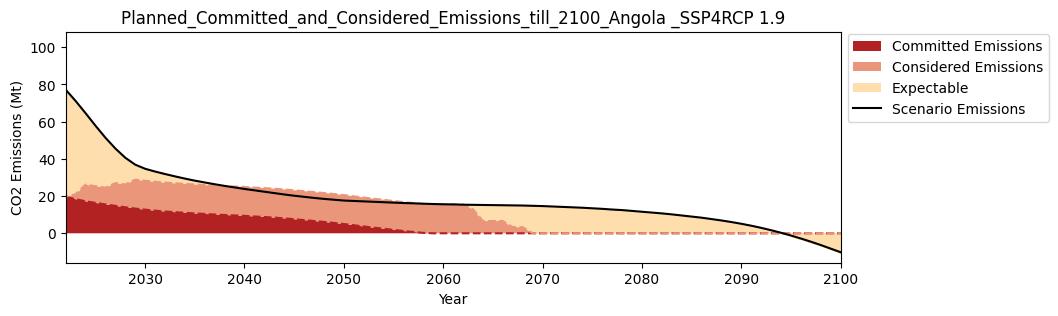 Planned_Committed_and_Considered_Emissions_till_2100_Angola _SSP4RCP 1.9
CO2 Emissions (Mt)
100
80
60
40
20
0
2030
2040
2050
2060
2070
2080
2090
2100
Year
Committed Emissions
Considered Emissions
Expectable
Scenario Emissions